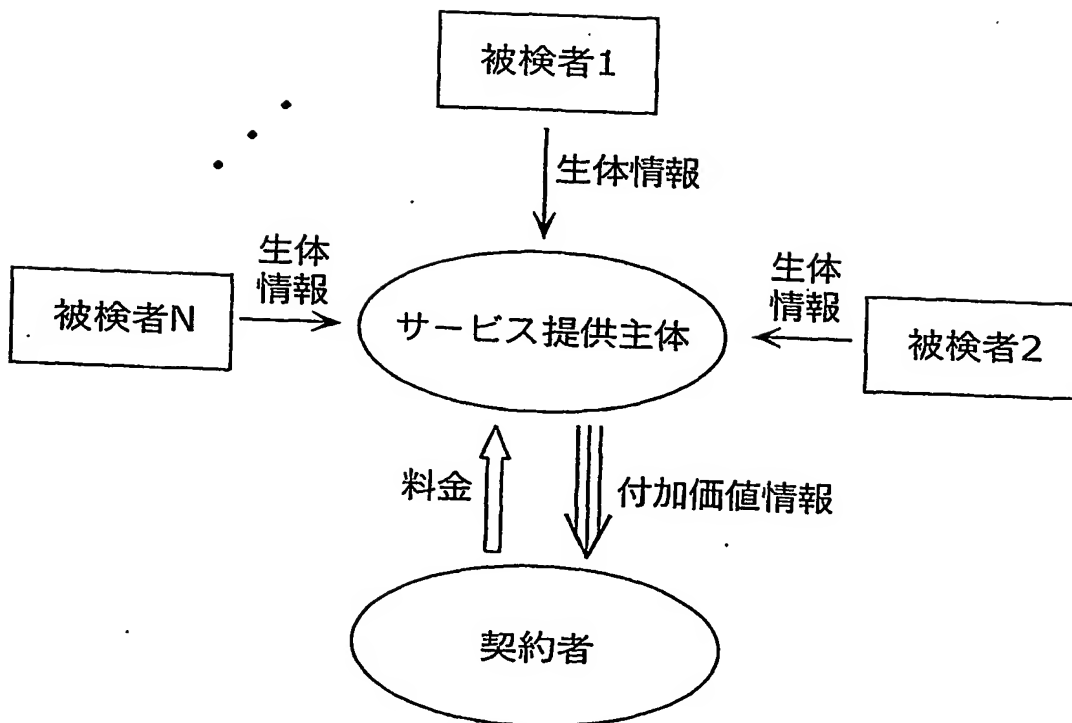 被検者1
生体情報
生体
情報
被検者N
サービス提供主体
生体
情報
被検者2
料金
付加価値情報
契約者